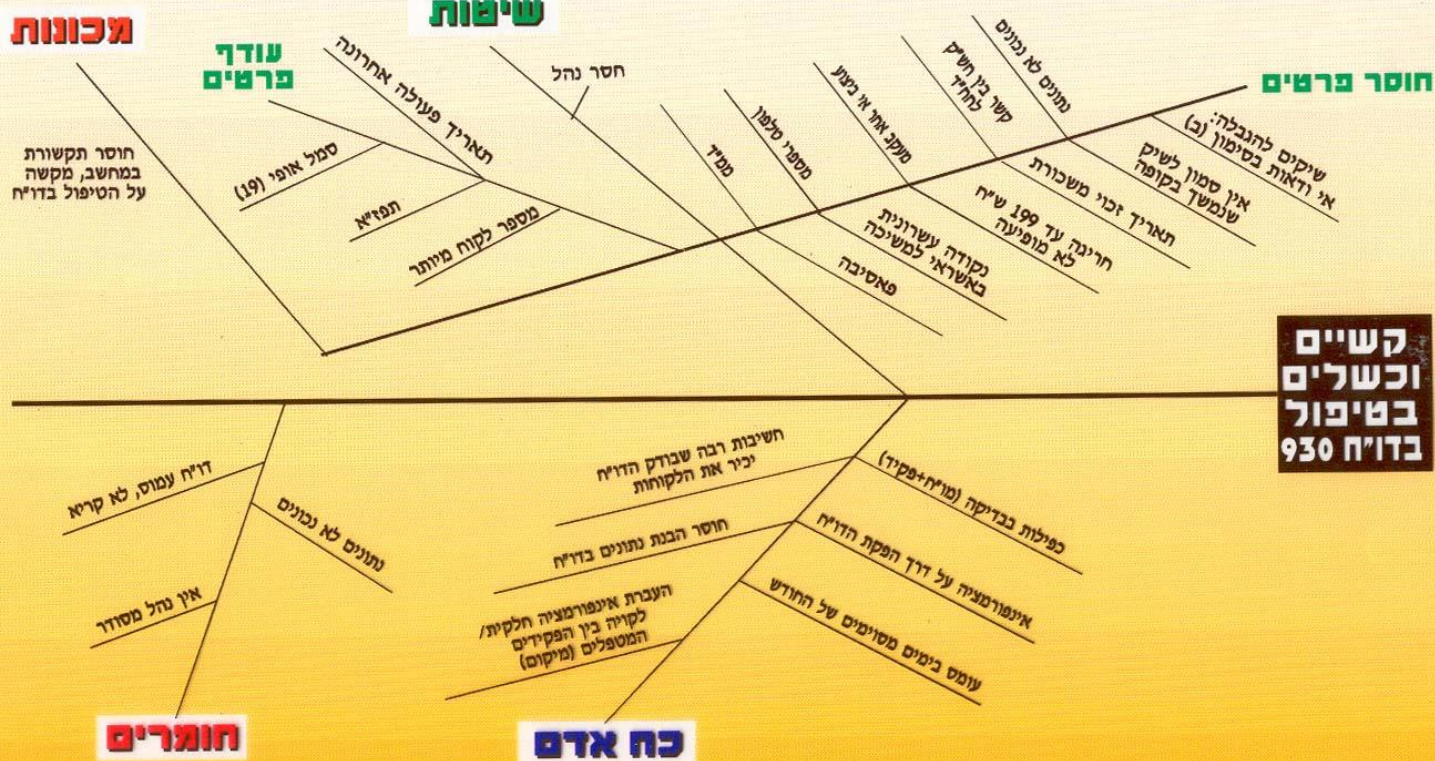 מכונות
שיטות
עודף
פרטים
חוסר פרטים
חוסר תקשורת
במחשב, מקשה
על הטיפול בדו"ח
סמל אופי (19)
תאריך פעולה אחרונה
תפז"א
מספר לקוח מיותר
חסר נהל
ממ"ד
מספרי טלפון
מעקב אחר אי ביצוע
קשר בין חש"ק
לחח"ד
נתונים לא נכונים
שיקים להגבלה:
אי ודאות בסימון (ב)
אין סמון לשיק
שנמשך בקופה
תאריך זכוי משכורת
חריגה עד 199 ש"ח
לא מופיעה
נקודה עשרונית
באשראי למשיכה
פאסיבה
קשיים
וכשלים
בטיפול
בדו"ח 930
דו"ח עמוס, לא קריא
נתונים לא נכונים
אין נהל מסודר
חומרים
חשיבות רבה שבודק הדו"ח
יכיר את הלקוחות
חוסר הבנת נתונים בדו"ח
העברת אינפורמציה חלקית/
לקויה בין הפקידים
המטפלים (מיקום)
כפילות בבדיקה (מו"ח+פקיד)
אינפורמציה על דרך הפקת הדו"ח
עומס בימים מסוימים של החודש
כח אדם